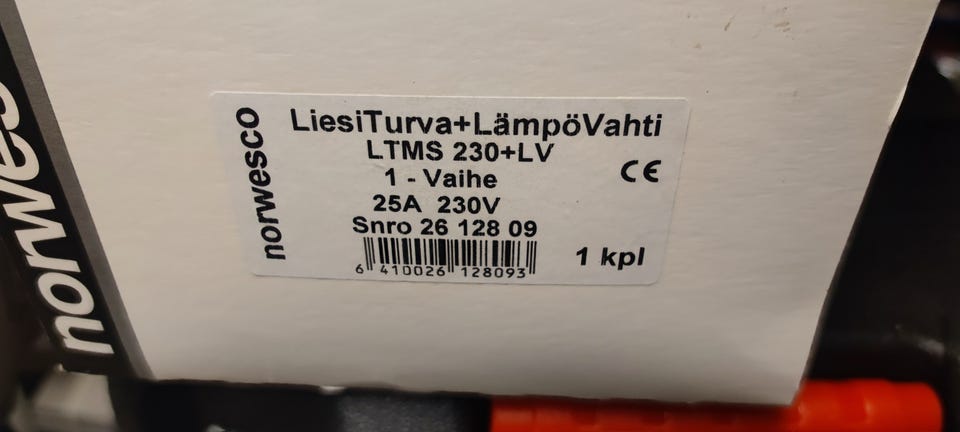 norwes
norwesco
LiesiTurva+LämpöVahti
LTMS 230+LV
1 - Vaihe
25A 230V
Snro 26 128 09
6 410026 128093
1 kpl
CE